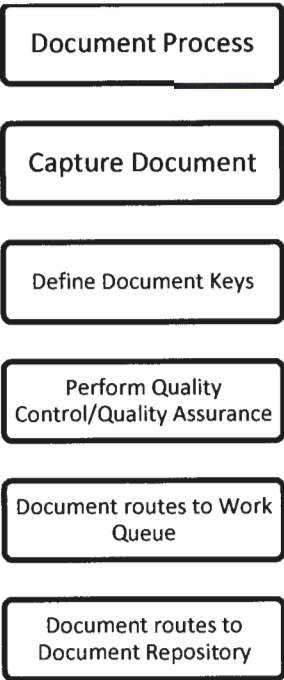 Document Process
Capture Document
Define Document Keys
Perform Quality
Control/Quality Assurance
Document routes to Work
Queue
Document routes to
Document Repository